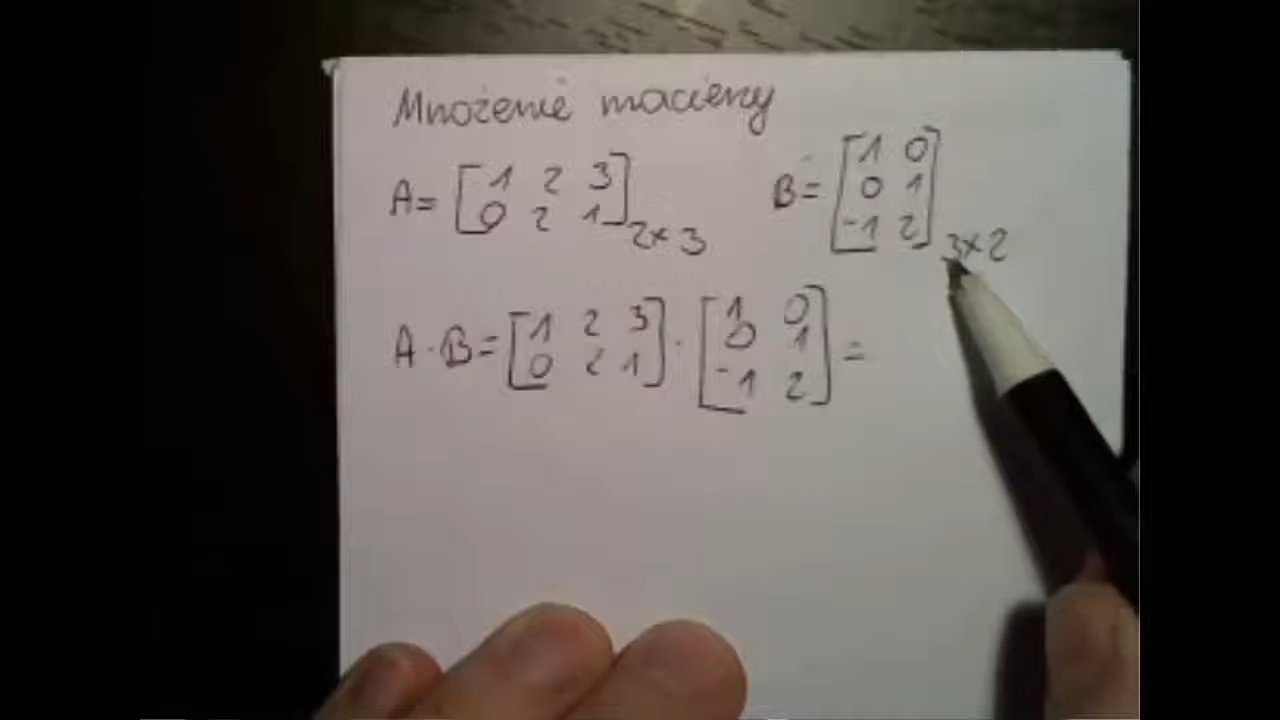 Mnożenie macierzy
A = [1 2 3
0 2 1] 2×3
B = [1 0
0 1
-1 2] 3×2
A · B = [1 2 3
0 2 1] · [1 0
0 1
-1 2] =